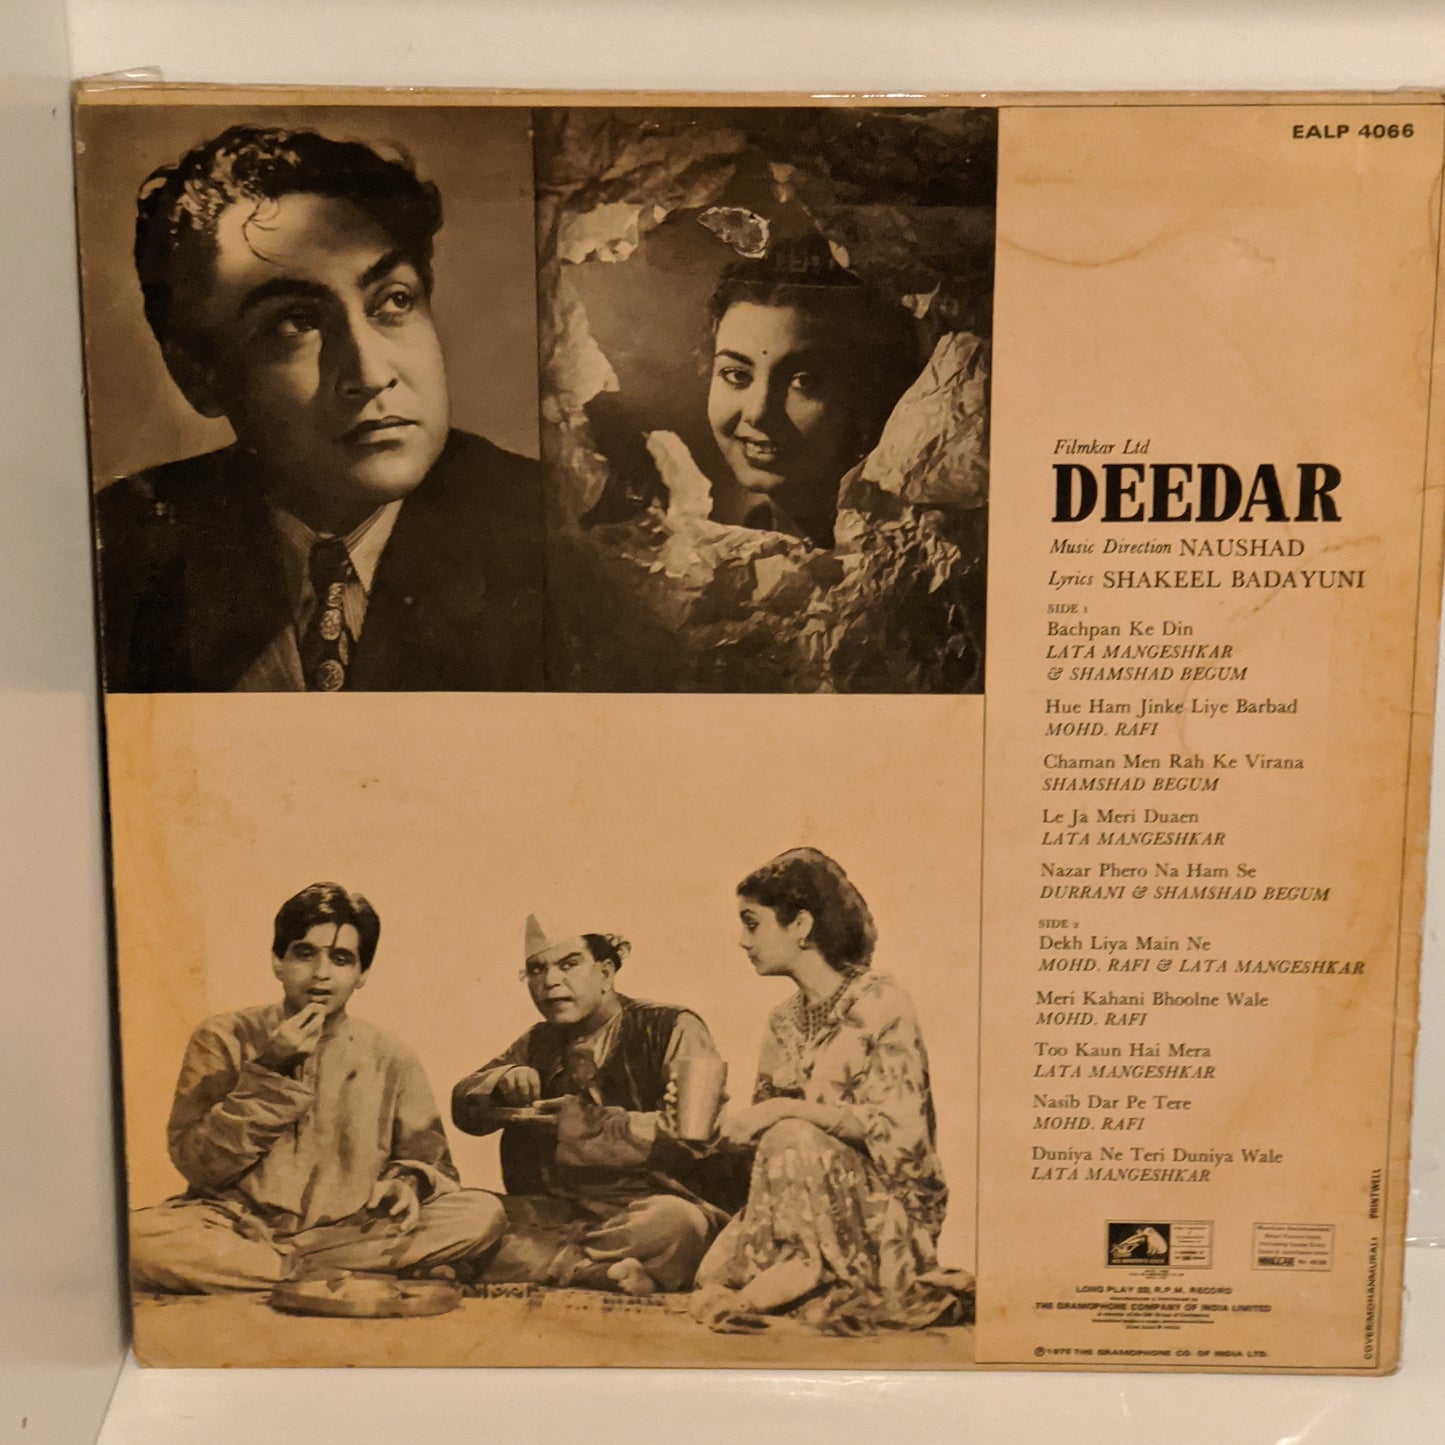 EALP 4066
Filmkar Ltd
DEEDAR
Music Direction NAUSHAD
Lyrics SHAKEEL BADAYUNI
SIDE 1
Bachpan Ke Din
LATA MANGESHKAR
& SHAMSHAD BEGUM
Hue Ham Jinke Liye Barbad
MOHD. RAFI
Chaman Men Rah Ke Virana
SHAMSHAD BEGUM
Le Ja Meri Duaen
LATA MANGESHKAR
Nazar Phero Na Ham Se
DURRANI & SHAMSHAD BEGUM
SIDE 2
Dekh Liya Main Ne
MOHD. RAFI & LATA MANGESHKAR
Meri Kahani Bhoolne Wale
MOHD. RAFI
Too Kaun Hai Mera
LATA MANGESHKAR
Nasib Dar Pe Tere
MOHD. RAFI
Duniya Ne Teri Duniya Wale
LATA MANGESHKAR
LONG PLAY 33⅓ R.P.M. RECORD
THE GRAMOPHONE COMPANY OF INDIA LIMITED
THE GRAMOPHONE CO. OF INDIA LTD.
COVER:MOHANMURALI PRINTWELL